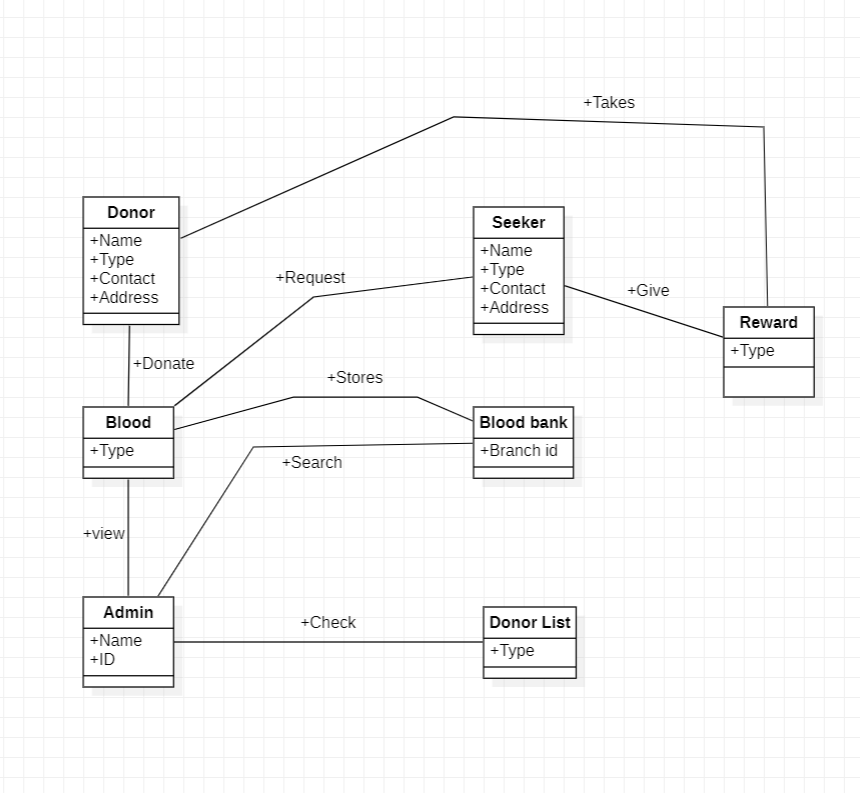 +Takes
Donor
+Name
+Type
+Contact
+Address
Seeker
+Name
+Type
+Contact
+Address
+Request
+Give
Reward
+Type
+Donate
+Stores
Blood
+Type
Blood bank
+Branch id
+Search
+view
Admin
+Name
+ID
+Check
Donor List
+Type